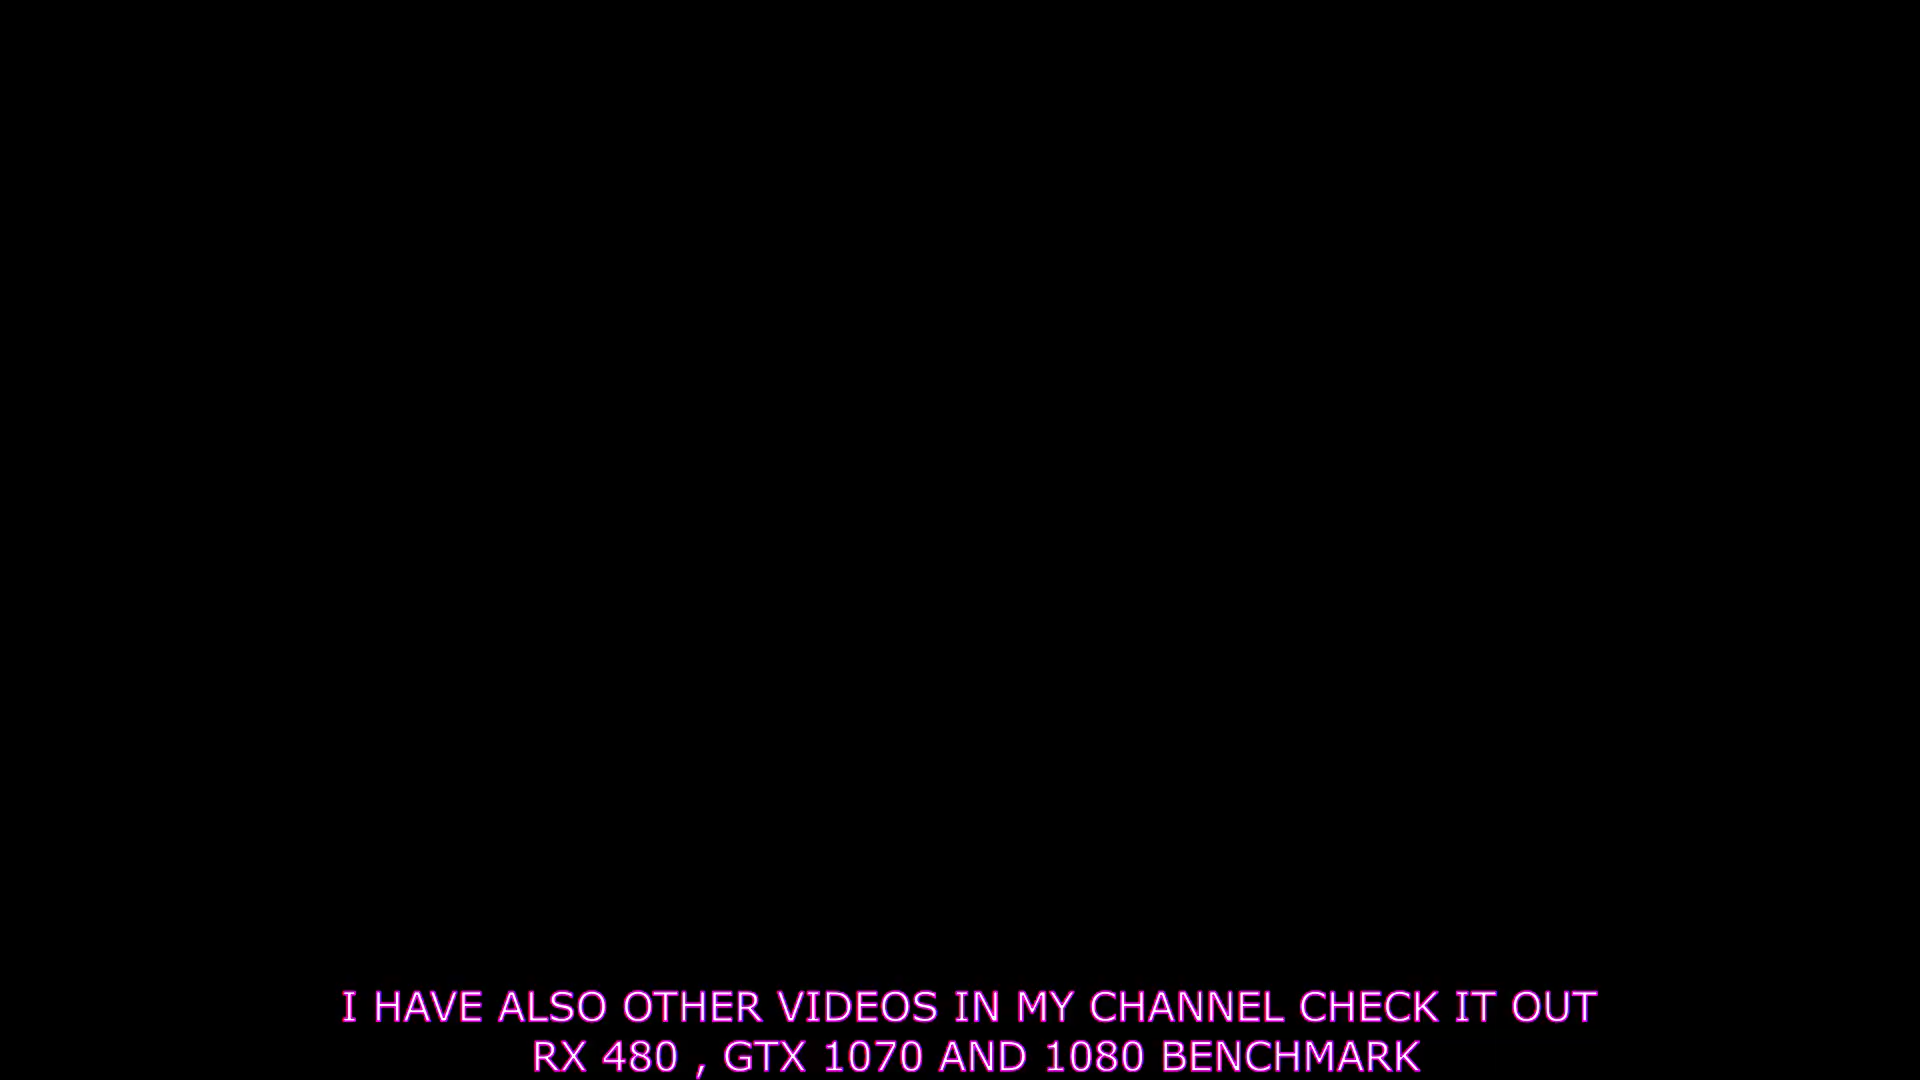 I HAVE ALSO OTHER VIDEOS IN MY CHANNEL CHECK IT OUT
RX 480 , GTX 1070 AND 1080 BENCHMARK